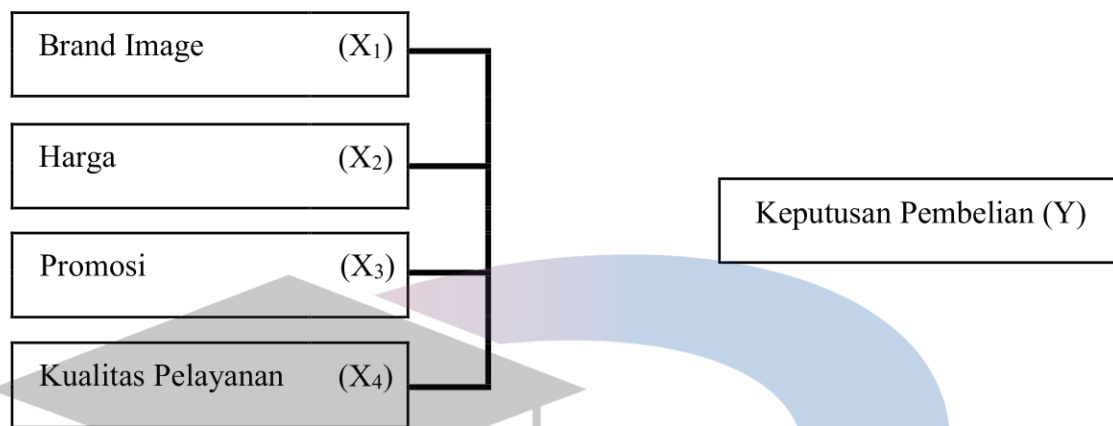 Brand Image (X₁)
Harga (X₂)
Keputusan Pembelian (Y)
Promosi (X₃)
Kualitas Pelayanan (X₄)